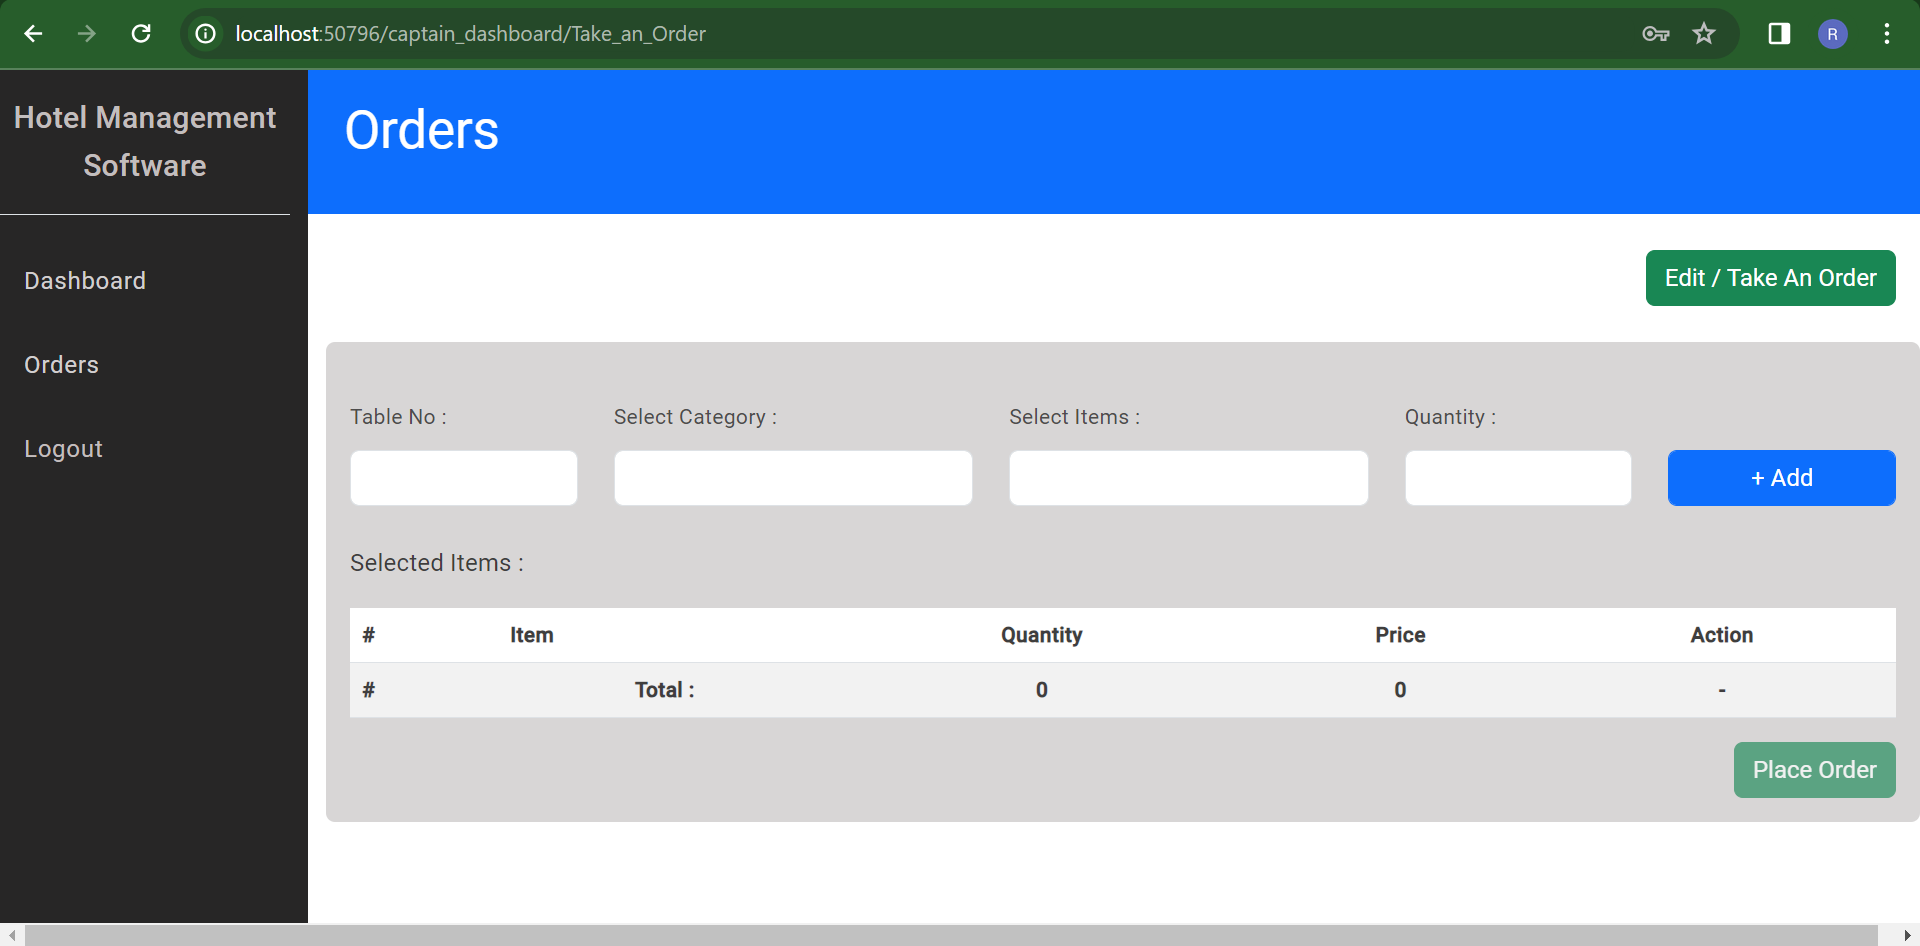 localhost:50796/captain_dashboard/Take_an_Order
R
Hotel Management
Software
Dashboard
Orders
Logout
Orders
Edit / Take An Order
Table No :
Select Category :
Select Items :
Quantity :
+ Add
Selected Items :
# Item Quantity Price Action
# Total : 0 0 -
Place Order